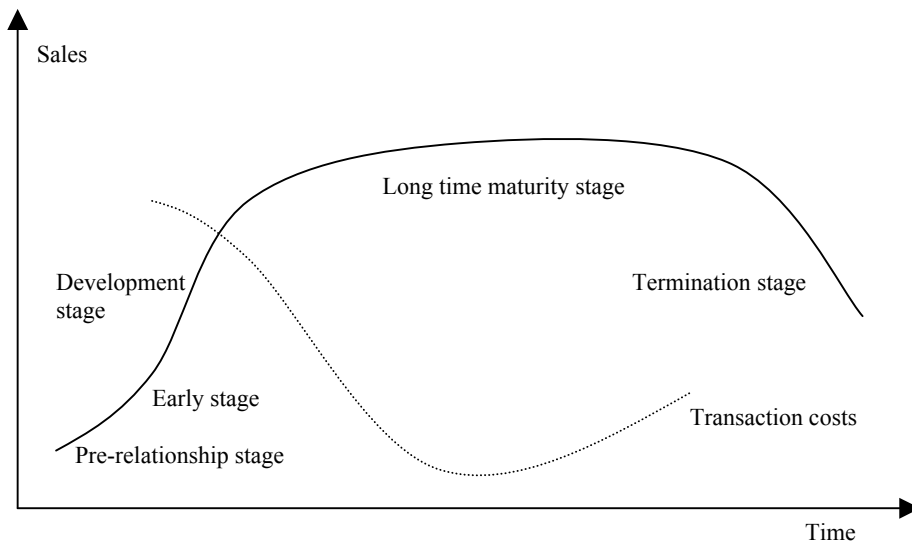 Sales
Long time maturity stage
Development
stage
Termination stage
Early stage
Transaction costs
Pre-relationship stage
Time